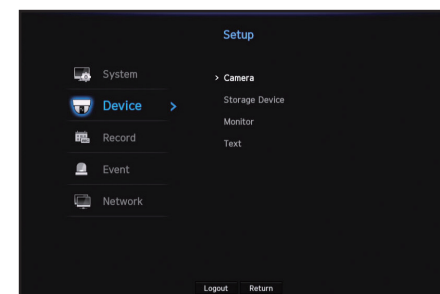 Setup
System
Device >
Record
Event
Network
> Camera
Storage Device
Monitor
Text
Logout Return